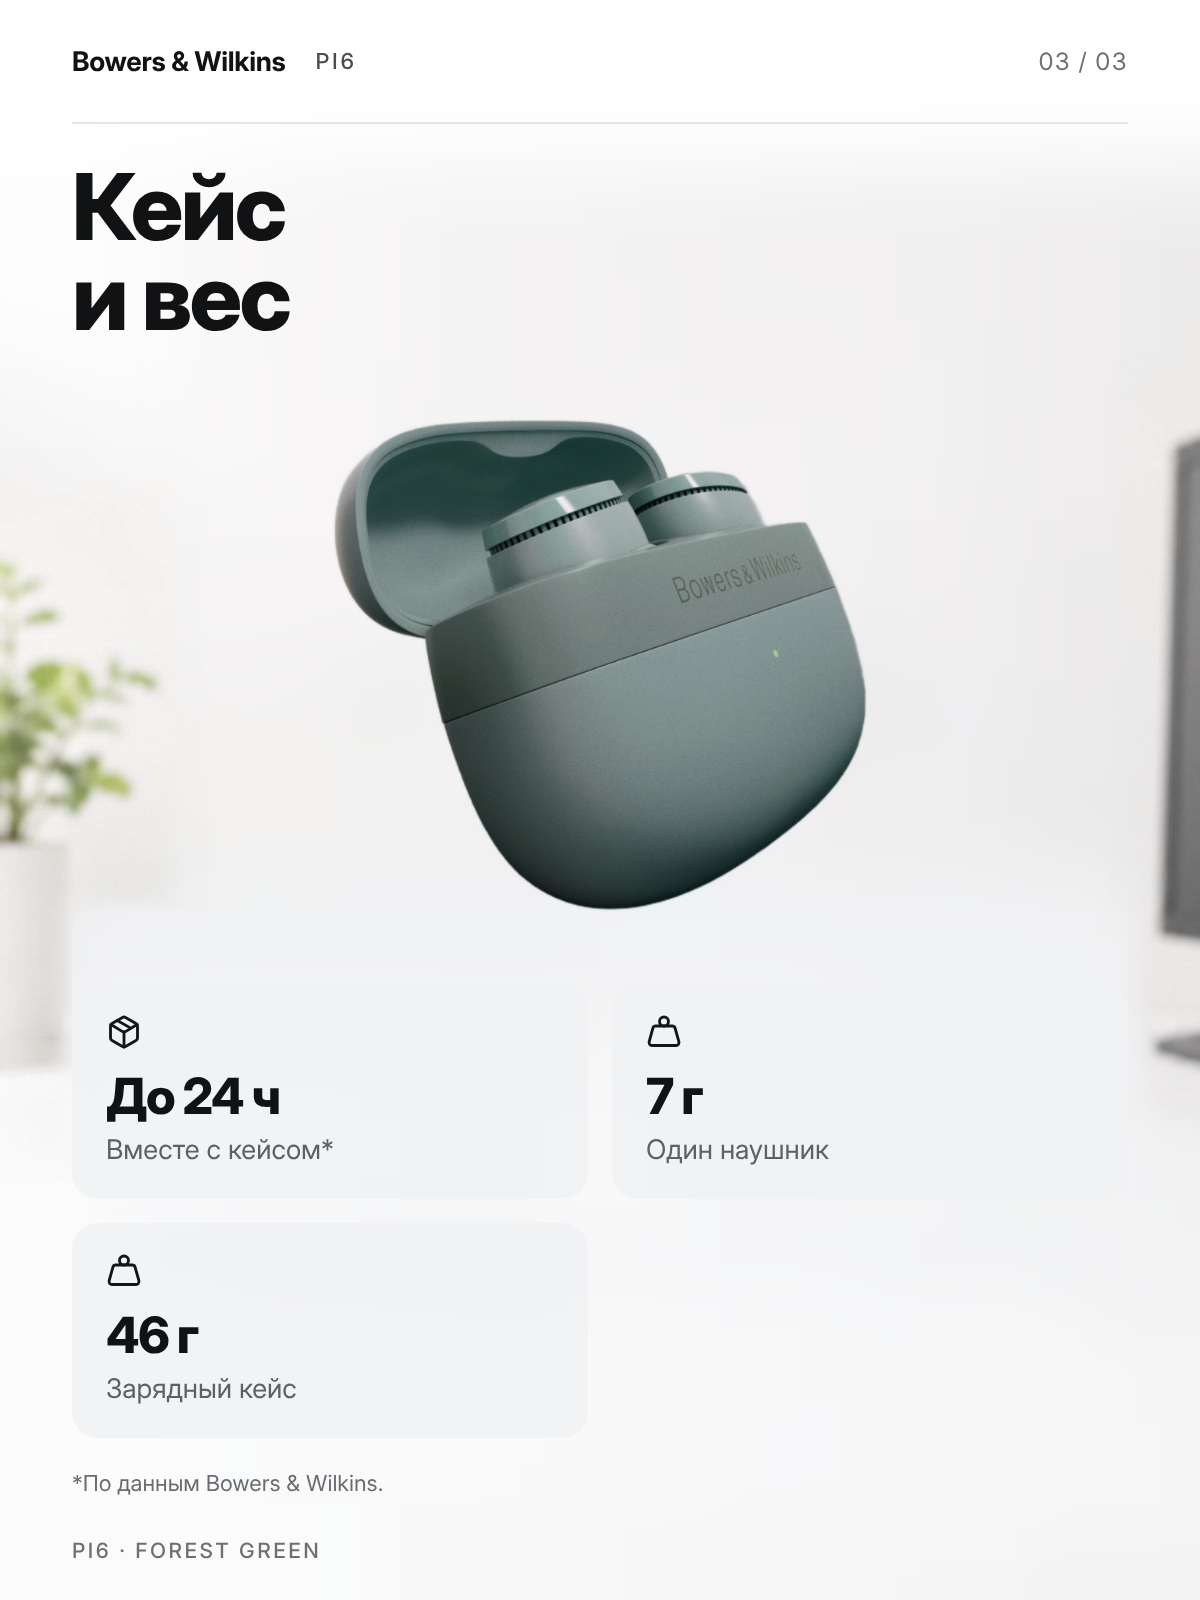 Bowers & Wilkins PI6
03 / 03
Кейс
и вес
Bowers & Wilkins
До 24 ч
Вместе с кейсом*
7 г
Один наушник
46 г
Зарядный кейс
*По данным Bowers & Wilkins.
PI6 · FOREST GREEN